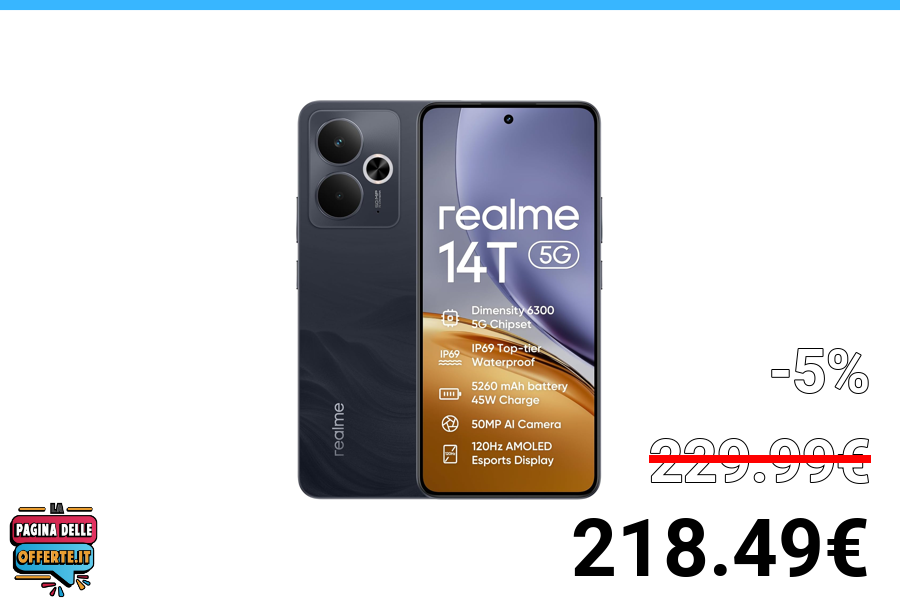 realme
14T 5G
Dimensity 6300
5G Chipset
IP69
IP69 Top-tier
Waterproof
5260 mAh battery
45W Charge
50MP AI Camera
120Hz AMOLED
Esports Display
realme
-5%
229.99€
218.49€
LA
PAGINA DELLE
OFFERTE.IT